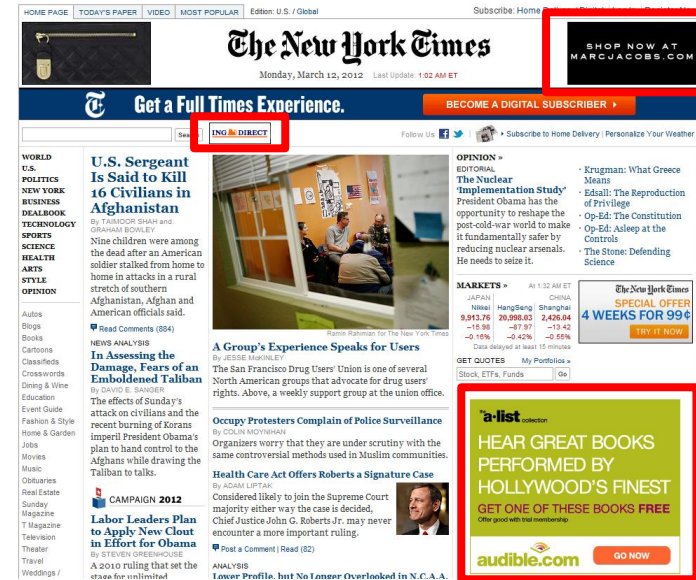 HOME PAGE TODAY'S PAPER VIDEO MOST POPULAR Edition: U.S. / Global
Subscribe: Home
The New York Times
Monday, March 12, 2012 Last Update: 1:02 AM ET
SHOP NOW AT
MARCJACOBS.COM
Get a Full Times Experience.
BECOME A DIGITAL SUBSCRIBER
ING DIRECT
Follow Us
Subscribe to Home Delivery | Personalize Your Weather
WORLD
U.S.
POLITICS
NEW YORK
BUSINESS
DEALBOOK
TECHNOLOGY
SPORTS
SCIENCE
HEALTH
ARTS
STYLE
OPINION
Autos
Blogs
Books
Cartoons
Classifieds
Crosswords
Dining & Wine
Education
Event Guide
Fashion & Style
Home & Garden
Jobs
Movies
Music
Obituaries
Real Estate
Sunday
Magazine
T Magazine
Television
Theater
Travel
Weddings /
U.S. Sergeant
Is Said to Kill
16 Civilians in
Afghanistan
By TAIMOOR SHAH and
GRAHAM BOWLEY
Nine children were among
the dead after an American
soldier stalked from home to
home in attacks in a rural
stretch of southern
Afghanistan, Afghan and
American officials said.
Read Comments (884)
NEWS ANALYSIS
In Assessing the
Damage, Fears of an
Emboldened Taliban
By DAVID E. SANGER
The effects of Sunday's
attack on civilians and the
recent burning of Korans
imperil President Obama's
plan to hand control to the
Afghans while drawing the
Taliban to talks.
CAMPAIGN 2012
Labor Leaders Plan
to Apply New Clout
in Effort for Obama
By STEVEN GREENHOUSE
A 2010 ruling that set the
stage for unlimited
Ramin Rahimian for The New York Times
A Group's Experience Speaks for Users
By JESSE McKINLEY
The San Francisco Drug Users' Union is one of several
North American groups that advocate for drug users'
rights. Above, a weekly support group at the union office.
Occupy Protesters Complain of Police Surveillance
By COLIN MOYNIHAN
Organizers worry that they are under scrutiny with the
same controversial methods used in Muslim communities.
Health Care Act Offers Roberts a Signature Case
By ADAM LIPTAK
Considered likely to join the Supreme Court
majority either way the case is decided,
Chief Justice John G. Roberts Jr. may never
encounter a more important ruling.
Post a Comment | Read (82)
ANALYSIS
Lower Profile, but No Longer Overlooked in N.C.A.A.
OPINION »
EDITORIAL
The Nuclear
'Implementation Study'
President Obama has the
opportunity to reshape the
post-cold-war world to make
it fundamentally safer by
reducing nuclear arsenals.
He needs to seize it.
· Krugman: What Greece
Means
· Edsall: The Reproduction
of Privilege
· Op-Ed: The Constitution
· Op-Ed: Asleep at the
Controls
· The Stone: Defending
Science
MARKETS » At 1:32 AM ET
JAPAN CHINA
Nikkei HangSeng Shanghai
9,913.76 20,998.03 2,426.04
-15.98 -87.97 -13.42
-0.16% -0.42% -0.55%
Data delayed at least 15 minutes
GET QUOTES My Portfolios »
Stock, ETFs, Funds Go
The New York Times
SPECIAL OFFER
4 WEEKS FOR 99¢
TRY IT NOW
the a-list collection
HEAR GREAT BOOKS
PERFORMED BY
HOLLYWOOD'S FINEST
GET ONE OF THESE BOOKS FREE
Offer good with trial membership
audible.com GO NOW